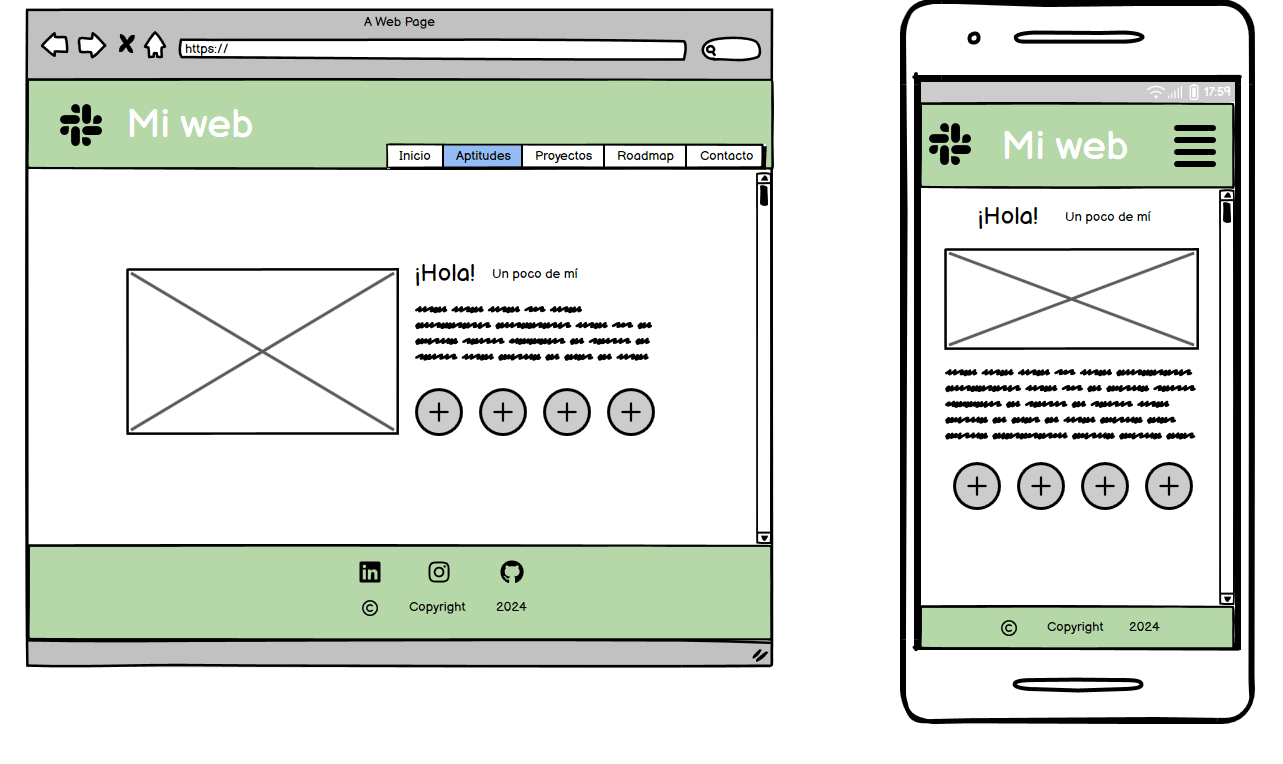 A Web Page
https://
Mi web
Inicio Aptitudes Proyectos Roadmap Contacto
¡Hola! Un poco de mí
in
© Copyright 2024
17:59
Mi web
¡Hola! Un poco de mí
© Copyright 2024